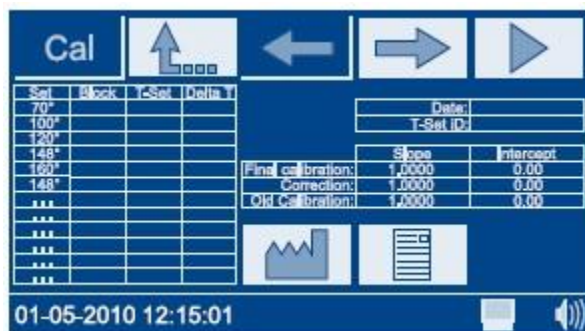 Cal
Set Block T-Set Delta T
70°
100°
120°
148°
160°
148°
...
...
...
...
...
...
Date:
T-Set ID:
Slope Intercept
Final calibration: 1.0000 0.00
Correction: 1.0000 0.00
Old Calibration: 1.0000 0.00
01-05-2010 12:15:01